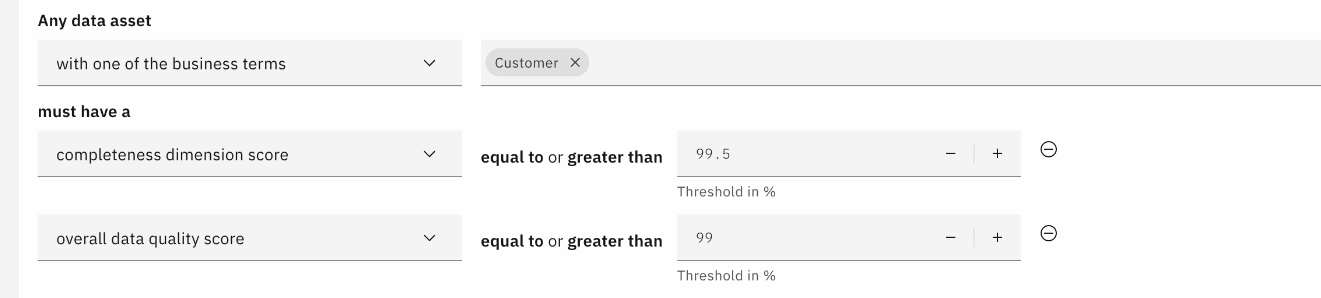 Any data asset
with one of the business terms Customer
must have a
completeness dimension score equal to or greater than 99.5
Threshold in %
overall data quality score equal to or greater than 99
Threshold in %